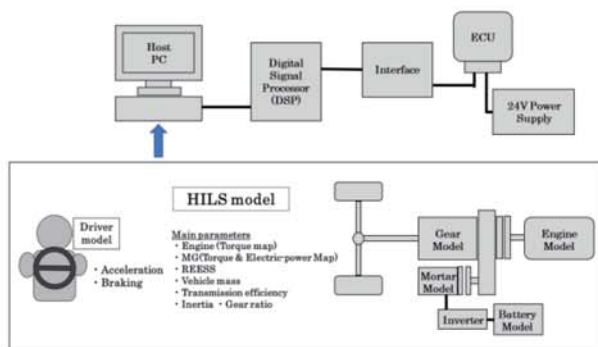 Host
PC
Digital
Signal
Processor
(DSP)
Interface
ECU
24V Power
Supply
HILS model
Driver
model
・Acceleration
・Braking
Main parameters
・Engine (Torque map)
・MG(Torque & Electric-power Map)
・REESS
・Vehicle mass
・Transmission efficiency
・Inertia ・Gear ratio
Gear
Model
Engine Model
Mortar
Model
Inverter
Battery
Model